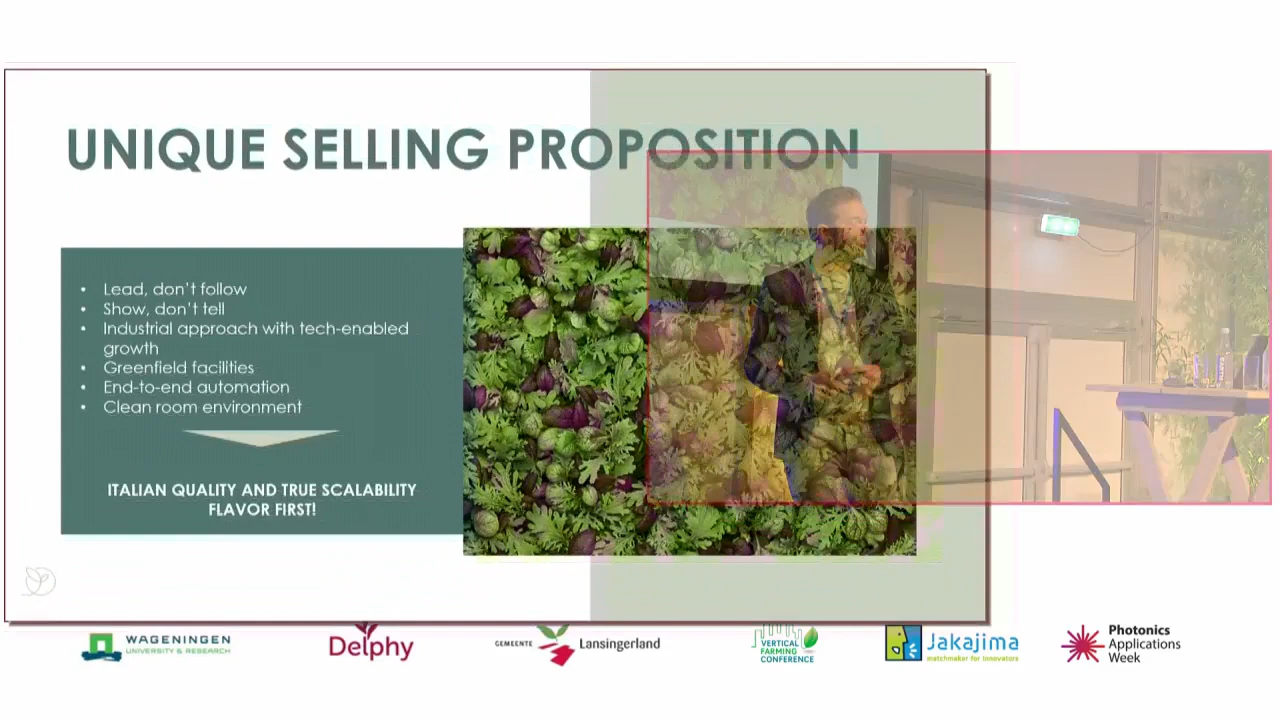 UNIQUE SELLING PROPOSITION
• Lead, don't follow
• Show, don't tell
• Industrial approach with tech-enabled
growth
• Greenfield facilities
• End-to-end automation
• Clean room environment
ITALIAN QUALITY AND TRUE SCALABILITY
FLAVOR FIRST!
WAGENINGEN
UNIVERSITY & RESEARCH
Delphy
GEMEENTE Lansingerland
VERTICAL
FARMING
CONFERENCE
Jakajima
matchmaker for innovators
Photonics
Applications
Week